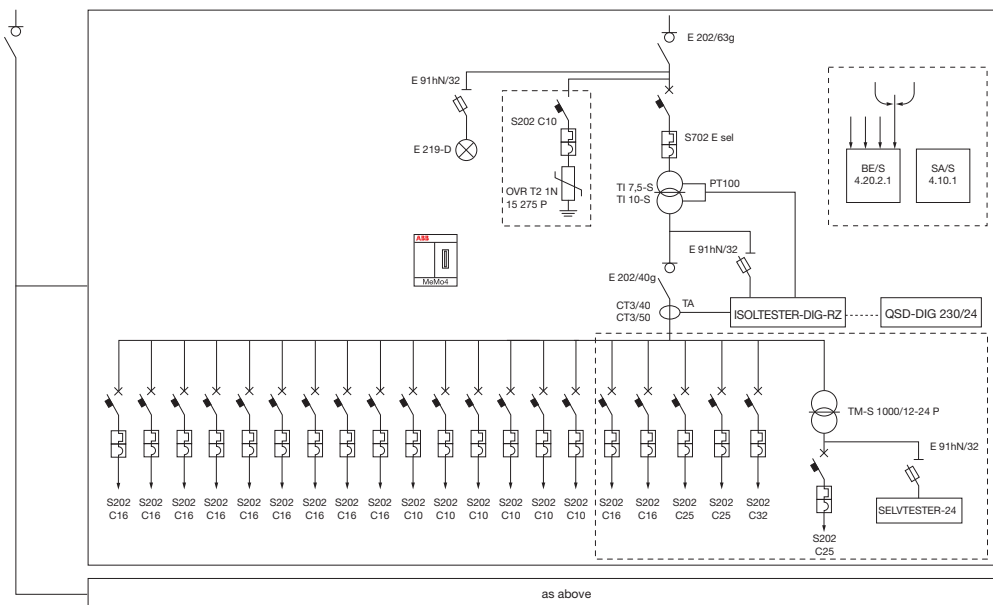 E 202/63g
E 91hN/32
S202 C10
E 219-D
S702 E sel
OVR T2 1N
15 275 P
TI 7,5-S
TI 10-S
PT100
BE/S
4.20.2.1
SA/S
4.10.1
ABB
MeMo4
E 91hN/32
E 202/40g
CT3/40
CT3/50
TA
ISOLTESTER-DIG-RZ
QSD-DIG 230/24
TM-S 1000/12-24 P
E 91hN/32
SELVTESTER-24
S202 S202 S202 S202 S202 S202 S202 S202 S202 S202 S202 S202 S202 S202 S202 S202 S202 S202 S202 S202
C16 C16 C16 C16 C16 C16 C16 C16 C16 C10 C10 C10 C10 C10 C10 C16 C16 C25 C25 C32
S202
C25
as above